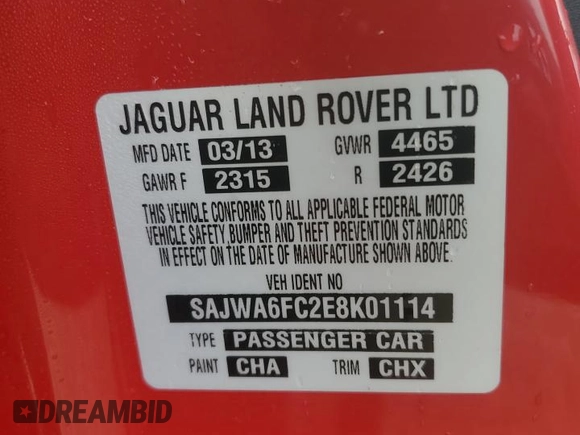 JAGUAR LAND ROVER LTD
MFD DATE 03/13 GVWR 4465
GAWR F 2315 R 2426
THIS VEHICLE CONFORMS TO ALL APPLICABLE FEDERAL MOTOR
VEHICLE SAFETY, BUMPER AND THEFT PREVENTION STANDARDS
IN EFFECT ON THE DATE OF MANUFACTURE SHOWN ABOVE.
VEH IDENT NO
SAJWA6FC2E8K01114
TYPE PASSENGER CAR
PAINT CHA TRIM CHX
DREAMBID